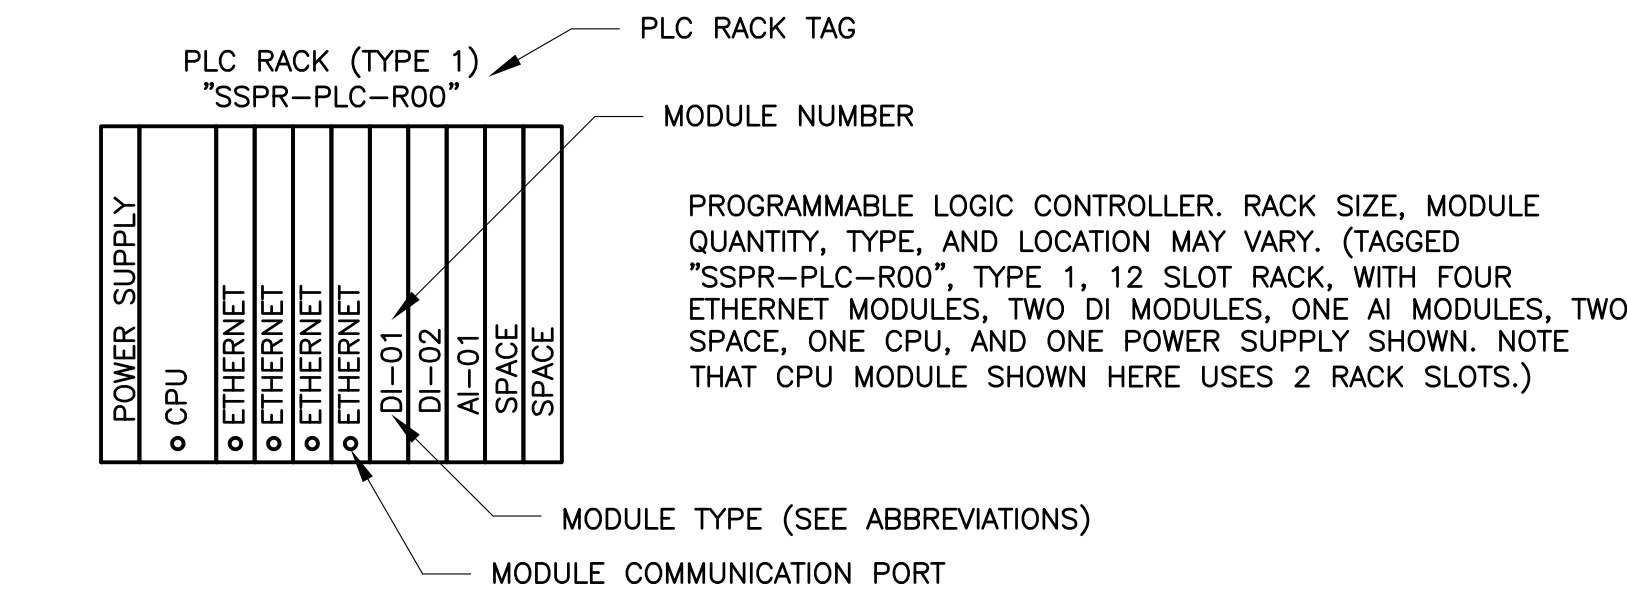 PLC RACK TAG
PLC RACK (TYPE 1)
"SSPR-PLC-R00"
MODULE NUMBER
POWER SUPPLY
CPU
ETHERNET
ETHERNET
ETHERNET
ETHERNET
DI-01
DI-02
AI-01
SPACE
SPACE
PROGRAMMABLE LOGIC CONTROLLER. RACK SIZE, MODULE
QUANTITY, TYPE, AND LOCATION MAY VARY. (TAGGED
"SSPR-PLC-R00", TYPE 1, 12 SLOT RACK, WITH FOUR
ETHERNET MODULES, TWO DI MODULES, ONE AI MODULES, TWO
SPACE, ONE CPU, AND ONE POWER SUPPLY SHOWN. NOTE
THAT CPU MODULE SHOWN HERE USES 2 RACK SLOTS.)
MODULE TYPE (SEE ABBREVIATIONS)
MODULE COMMUNICATION PORT